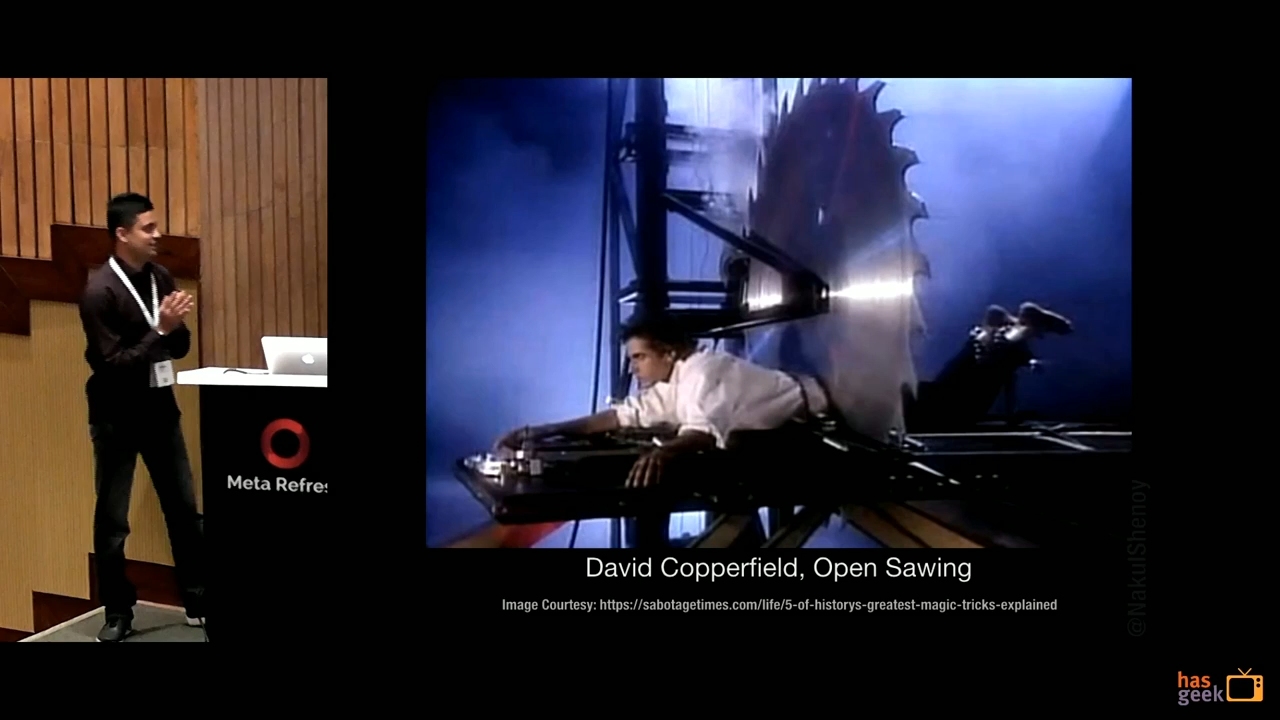 Meta Refres
David Copperfield, Open Sawing
Image Courtesy: https://sabotagetimes.com/life/5-of-historys-greatest-magic-tricks-explained
@NakulShenoy
has
geek